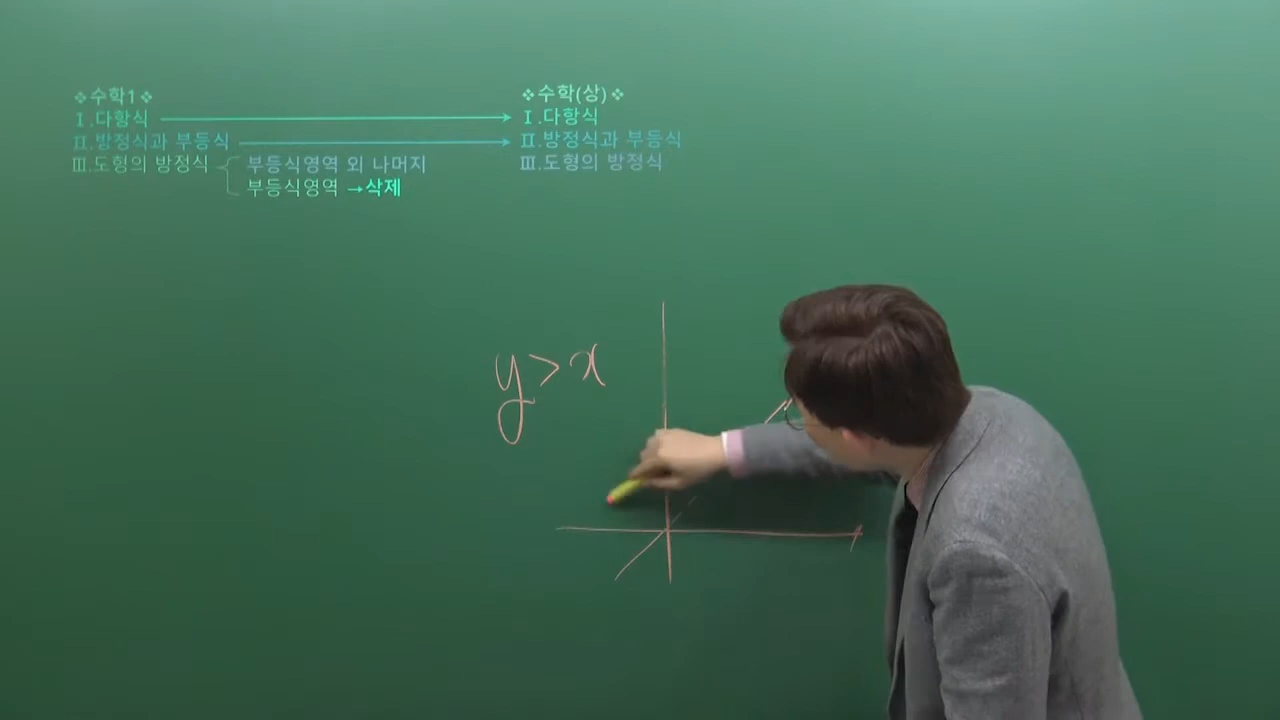 ❖수학1❖
Ⅰ.다항식
Ⅱ.방정식과 부등식
Ⅲ.도형의 방정식
부등식영역 외 나머지
부등식영역 →삭제
❖수학(상)❖
Ⅰ.다항식
Ⅱ.방정식과 부등식
Ⅲ.도형의 방정식
y>x